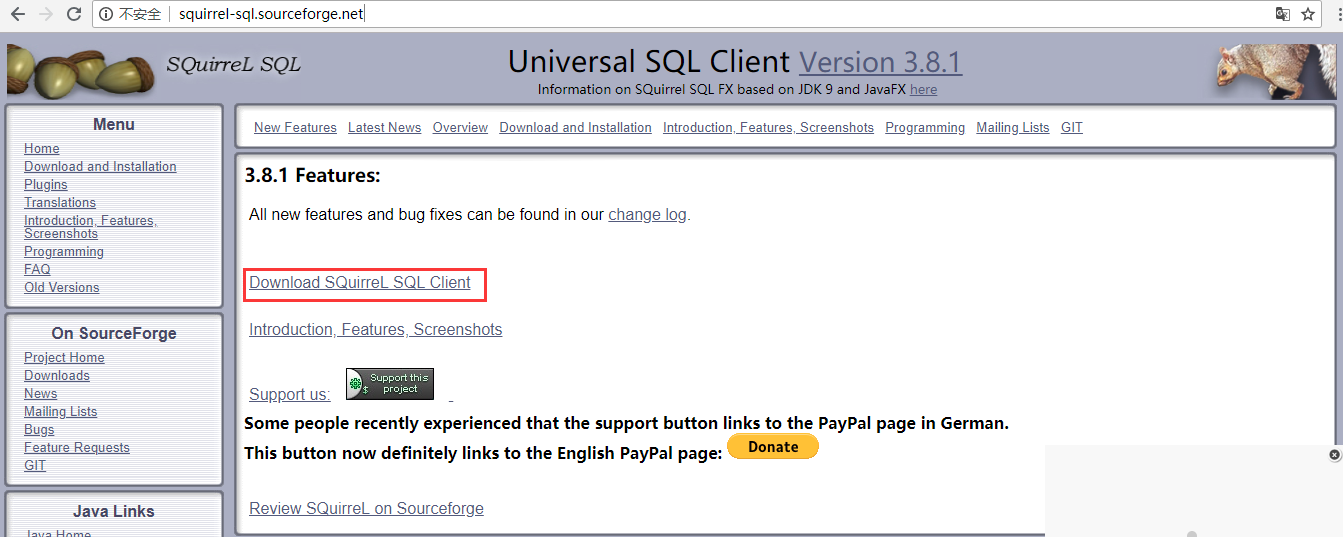 不安全 squirrel-sql.sourceforge.net
SQuirreL SQL
Universal SQL Client Version 3.8.1
Information on SQuirrel SQL FX based on JDK 9 and JavaFX here
Menu
Home
Download and Installation
Plugins
Translations
Introduction, Features,
Screenshots
Programming
FAQ
Old Versions
On SourceForge
Project Home
Downloads
News
Mailing Lists
Bugs
Feature Requests
GIT
Java Links
Java Home
New Features Latest News Overview Download and Installation Introduction, Features, Screenshots Programming Mailing Lists GIT
3.8.1 Features:
All new features and bug fixes can be found in our change log.
Download SQuirreL SQL Client
Introduction, Features, Screenshots
Support us: Support this
$ project
Some people recently experienced that the support button links to the PayPal page in German.
This button now definitely links to the English PayPal page: Donate
Review SQuirreL on Sourceforge